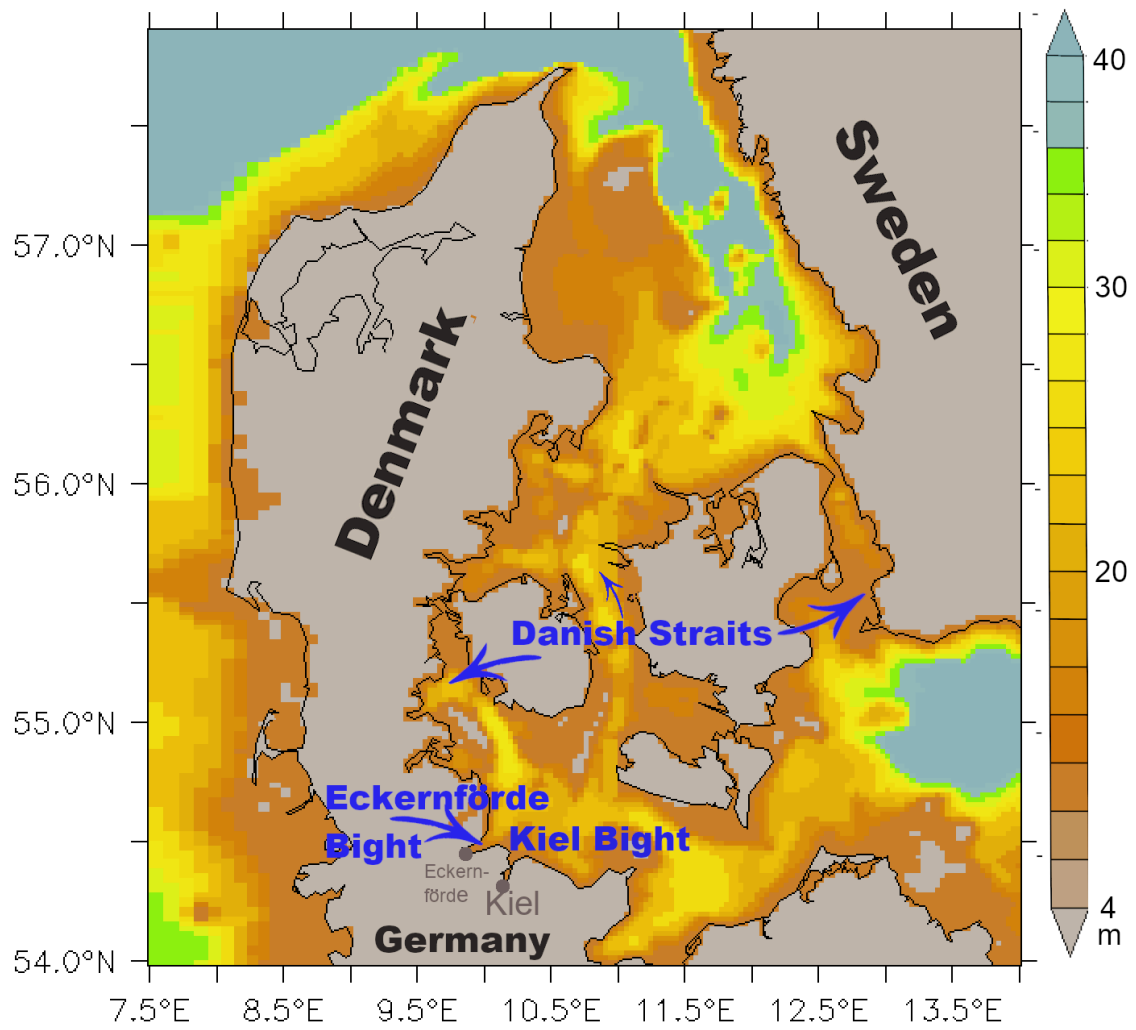 Sweden
Denmark
Danish Straits
Eckernförde
Bight
Kiel Bight
Eckern-
förde
Kiel
Germany
57.0°N
56.0°N
55.0°N
54.0°N
7.5°E 8.5°E 9.5°E 10.5°E 11.5°E 12.5°E 13.5°E
40
30
20
4
m